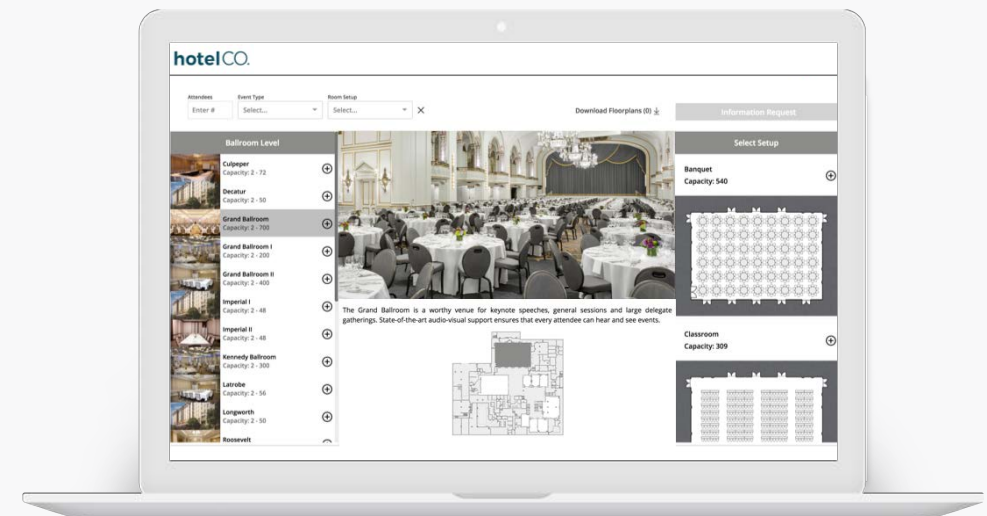 hotelCO.
Attendees
Event Type
Room Setup
Enter #
Select...
Select...
Download Floorplans (0)
Information Request
Ballroom Level
Culpeper
Capacity: 2 - 72
Decatur
Capacity: 2 - 50
Grand Ballroom
Capacity: 2 - 700
Grand Ballroom I
Capacity: 2 - 200
Grand Ballroom II
Capacity: 2 - 400
Imperial I
Capacity: 2 - 48
Imperial II
Capacity: 2 - 48
Kennedy Ballroom
Capacity: 2 - 300
Latrobe
Capacity: 2 - 56
Longworth
Capacity: 2 - 50
Roosevelt
The Grand Ballroom is a worthy venue for keynote speeches, general sessions and large delegate
gatherings. State-of-the-art audio-visual support ensures that every attendee can hear and see events.
Select Setup
Banquet
Capacity: 540
Classroom
Capacity: 309